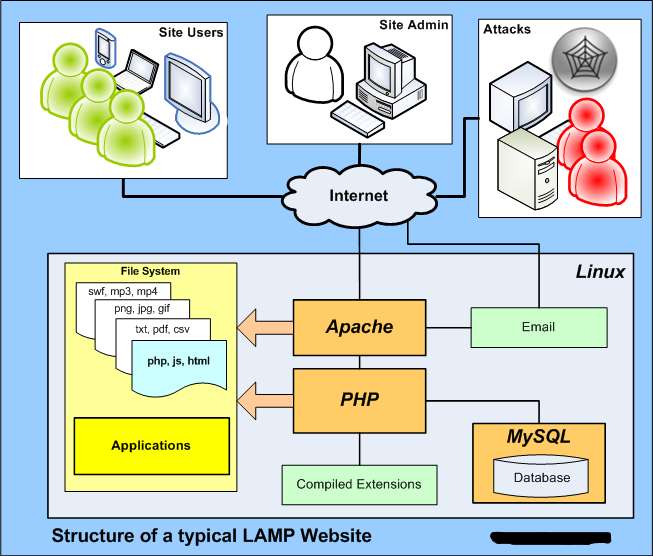 Site Users
Site Admin
Attacks
Internet
Linux
File System
swf, mp3, mp4
png, jpg, gif
txt, pdf, csv
php, js, html
Applications
Apache
Email
PHP
MySQL
Database
Compiled Extensions
Structure of a typical LAMP Website